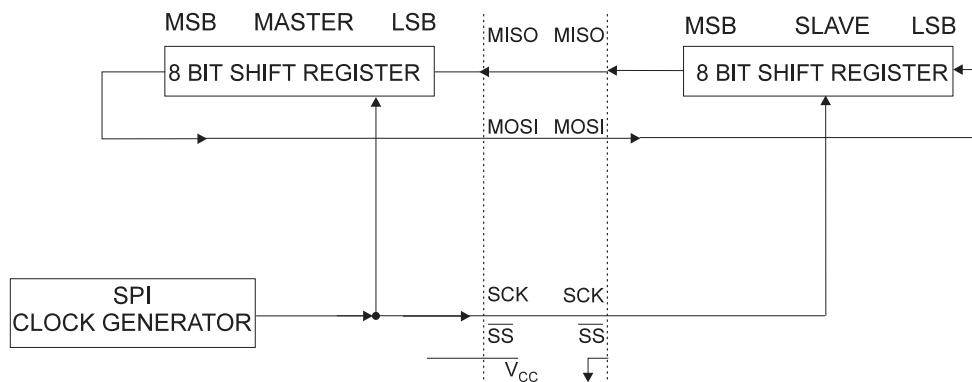 MSB MASTER LSB
MISO MISO
MSB SLAVE LSB
8 BIT SHIFT REGISTER
8 BIT SHIFT REGISTER
MOSI MOSI
SPI
CLOCK GENERATOR
SCK SCK
SS SS
VCC